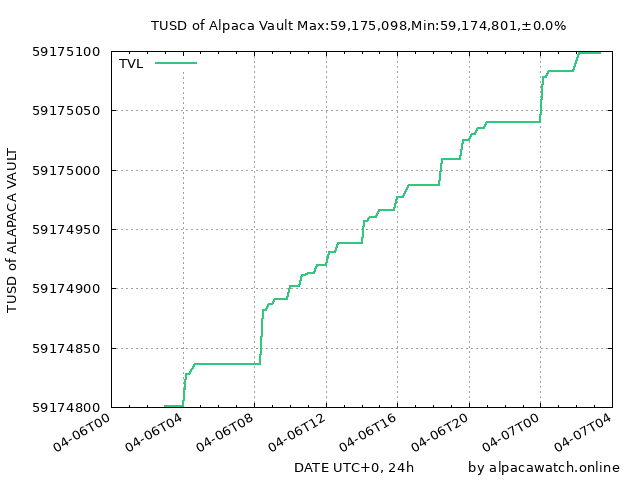 TUSD of Alpaca Vault Max:59,175,098,Min:59,174,801,±0.0%
TVL
59175100
59175050
59175000
59174950
59174900
59174850
59174800
TUSD of ALAPACA VAULT
04-06T00
04-06T04
04-06T08
04-06T12
04-06T16
04-06T20
04-07T00
04-07T04
DATE UTC+0, 24h
by alpacawatch.online